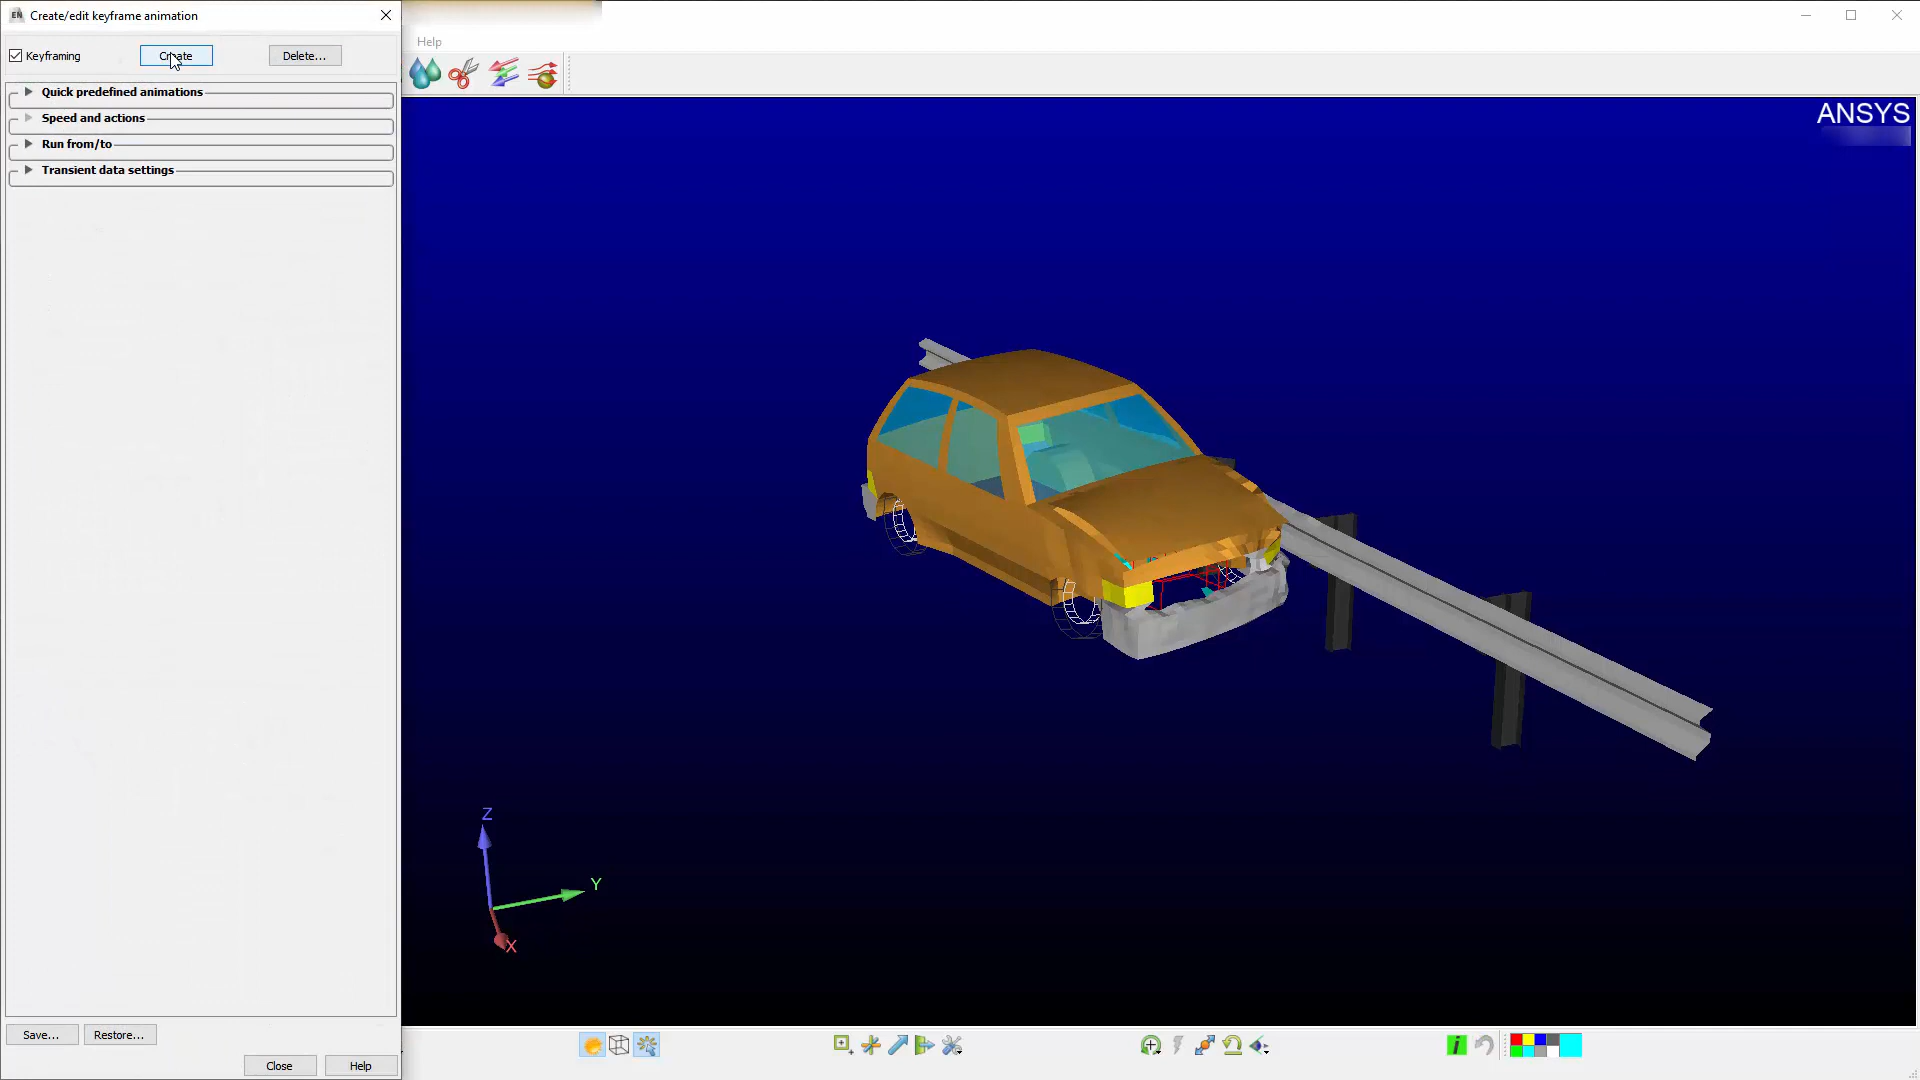 EN Create/edit keyframe animation
Keyframing Create Delete...
Help
Quick predefined animations
Speed and actions
Run from/to
Transient data settings
ANSYS
Z
Y
X
Save... Restore...
Close Help
i